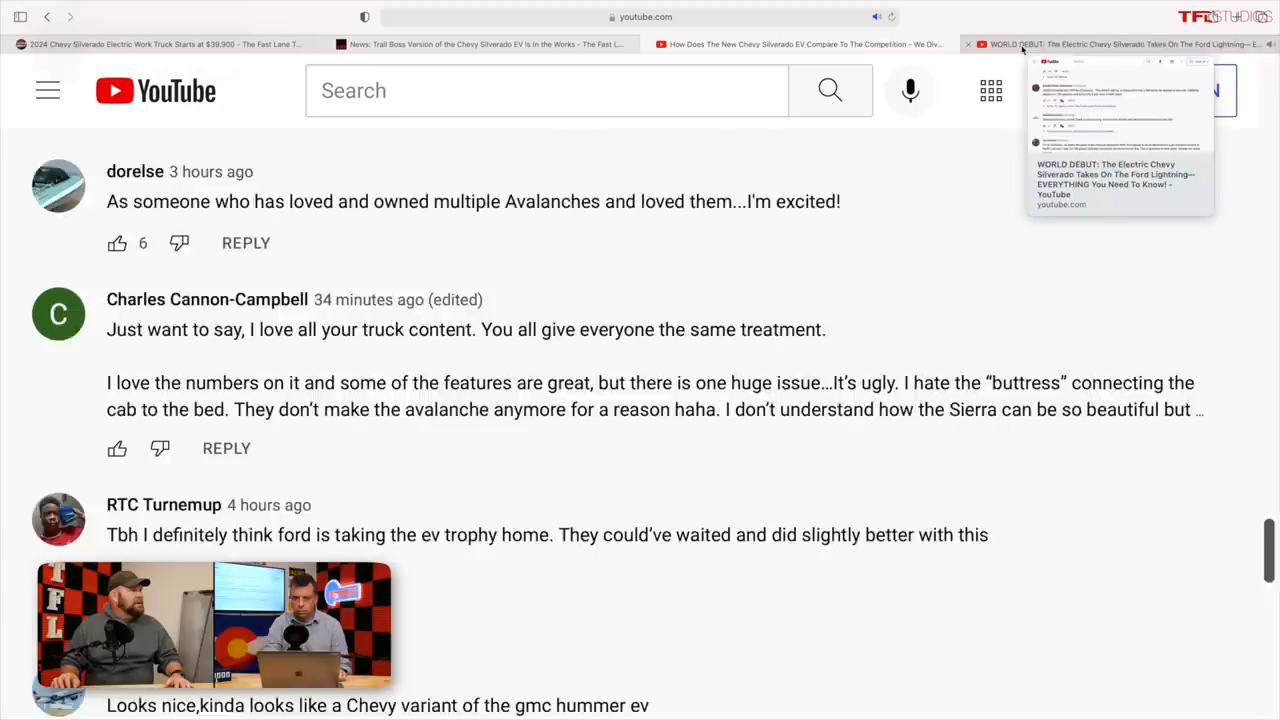 youtube.com
TFLSTUDIOS
2024 Chevy Silverado Electric Work Truck Starts at $39,900 - The Fast Lane T...
News: Trail Boss Version of the Chevy Silverado EV Is In the Works - The Fast L...
How Does The New Chevy Silverado EV Compare To The Competition - We Div...
WORLD DEBUT: The Electric Chevy Silverado Takes On The Ford Lightning— E...
YouTube
Search
N
WORLD DEBUT: The Electric Chevy
Silverado Takes On The Ford Lightning—
EVERYTHING You Need To Know! -
YouTube
youtube.com
dorelse 3 hours ago
As someone who has loved and owned multiple Avalanches and loved them...I'm excited!
6 REPLY
C
Charles Cannon-Campbell 34 minutes ago (edited)
Just want to say, I love all your truck content. You all give everyone the same treatment.
I love the numbers on it and some of the features are great, but there is one huge issue…It’s ugly. I hate the “buttress” connecting the
cab to the bed. They don’t make the avalanche anymore for a reason haha. I don’t understand how the Sierra can be so beautiful but ...
REPLY
RTC Turnemup 4 hours ago
Tbh I definitely think ford is taking the ev trophy home. They could’ve waited and did slightly better with this
TFL
Looks nice,kinda looks like a Chevy variant of the gmc hummer ev